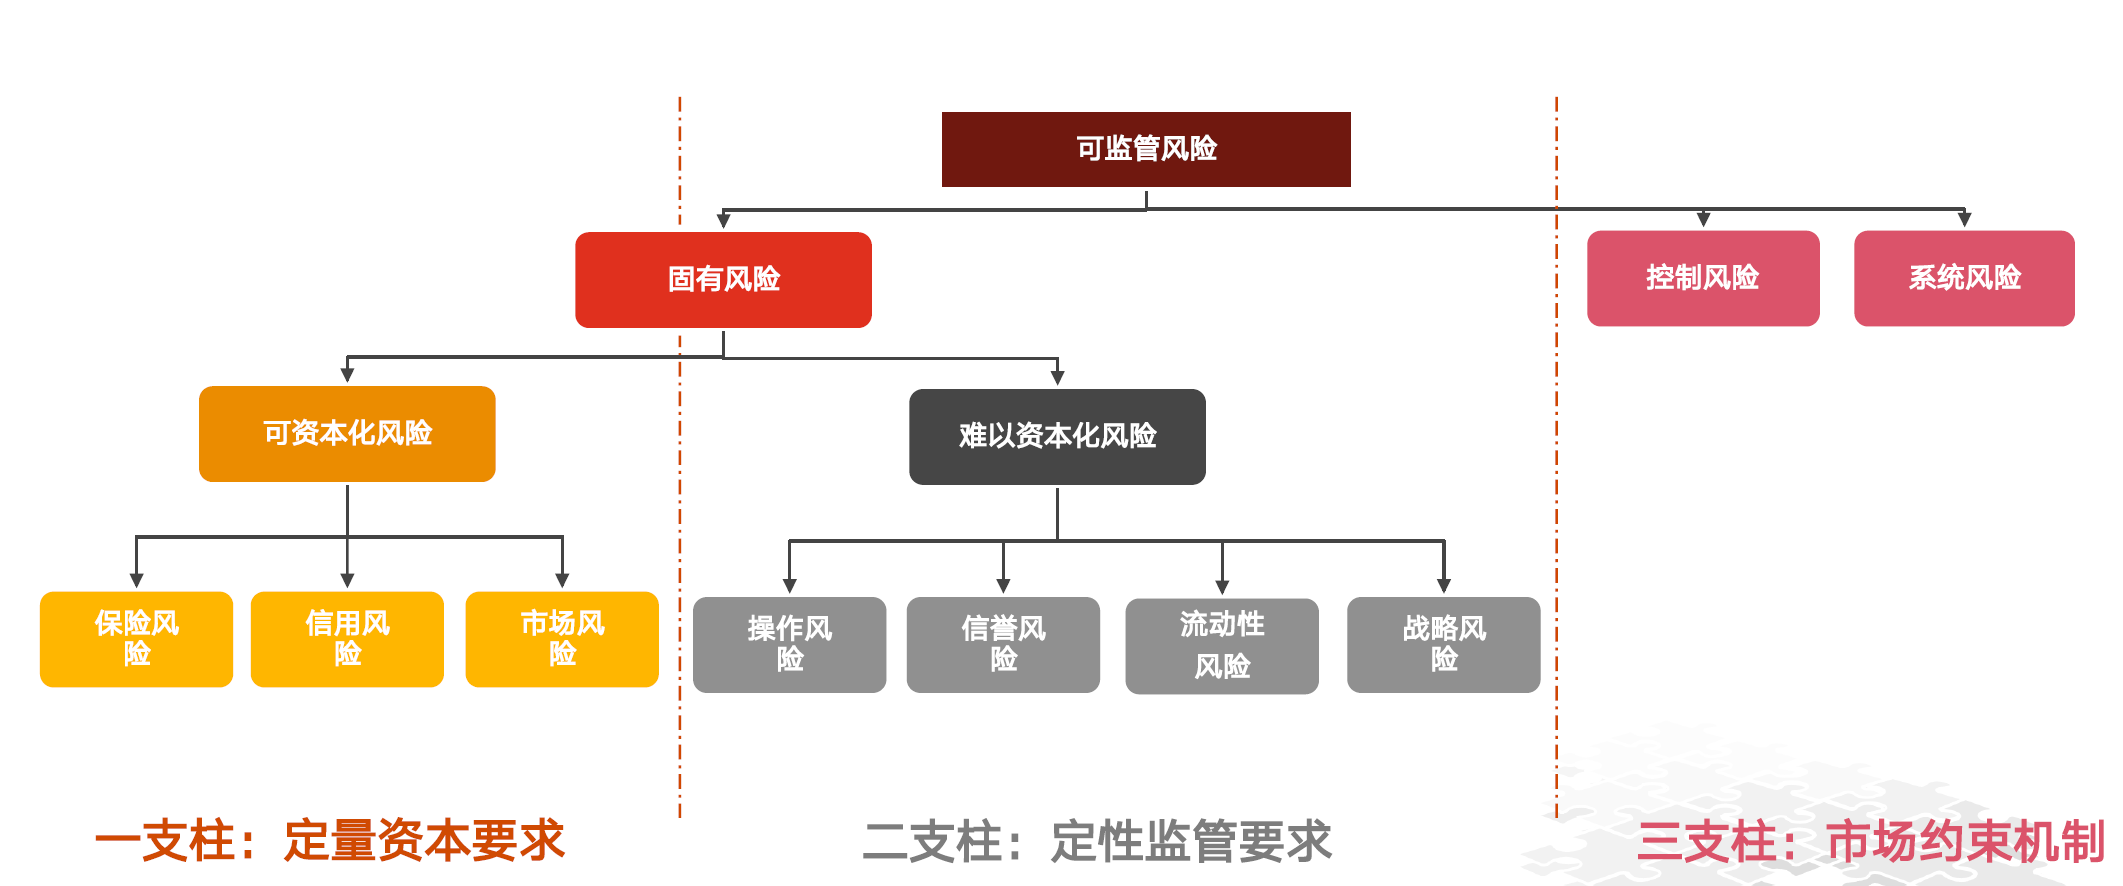 可监管风险
固有风险
控制风险
系统风险
可资本化风险
难以资本化风险
保险风
险
信用风
险
市场风
险
操作风
险
信誉风
险
流动性
风险
战略风
险
一支柱：定量资本要求
二支柱：定性监管要求
三支柱：市场约束机制